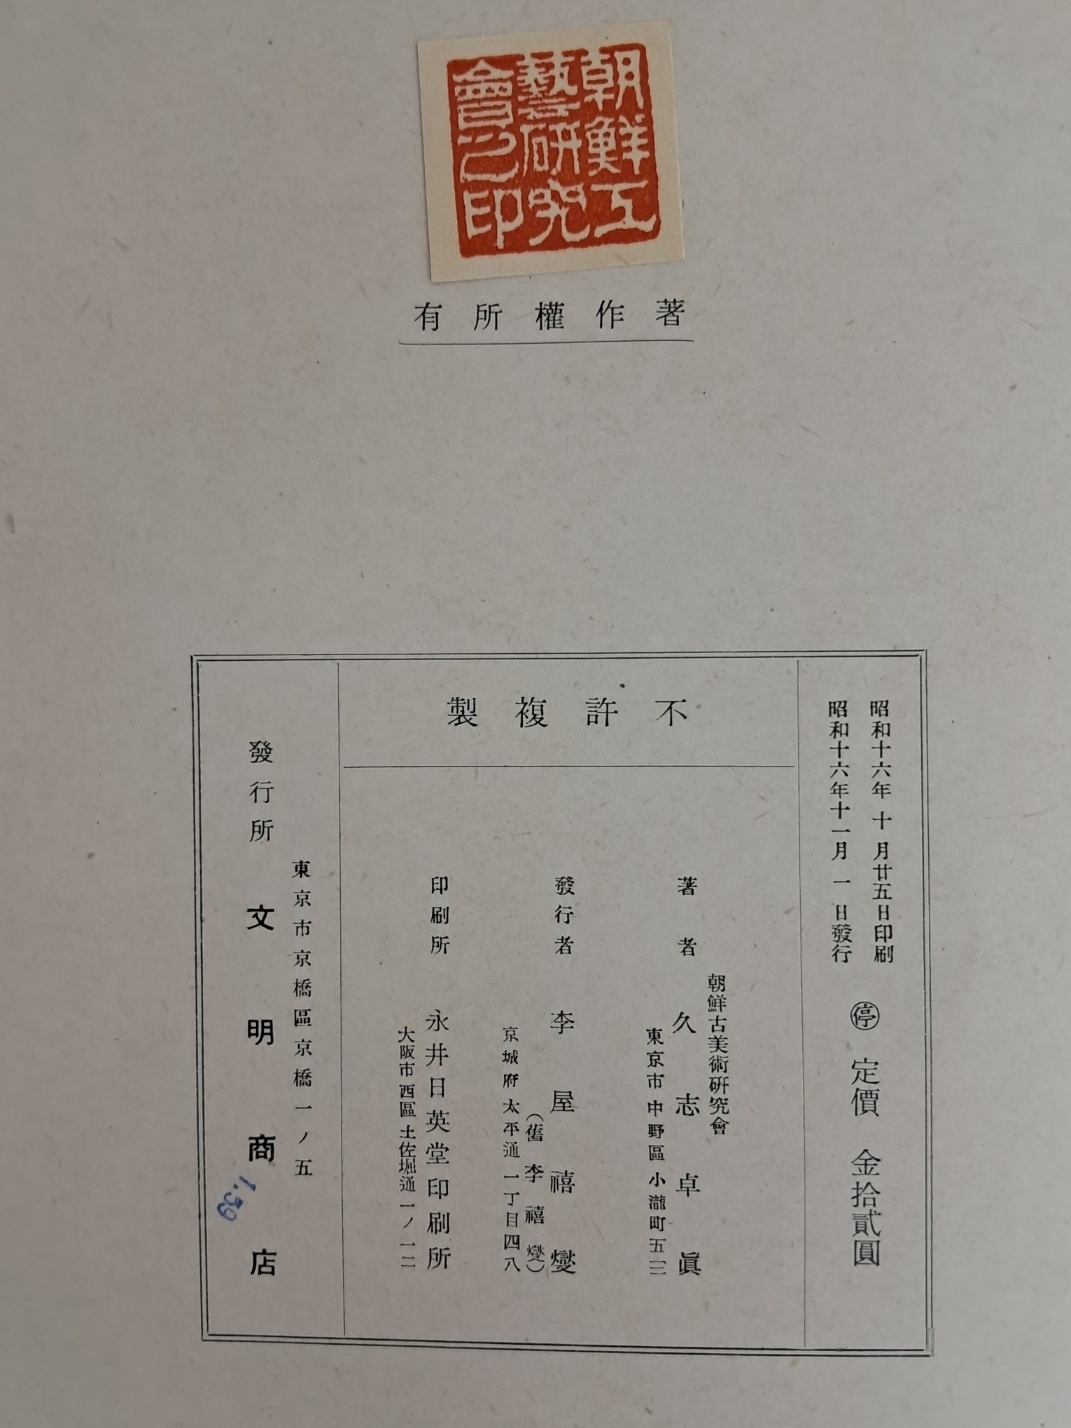 朝鮮工
藝研究
會之印
著作權所有
昭和十六年十月廿五日印刷
昭和十六年十一月一日發行
停 定價 金拾貳圓
不許複製
朝鮮古美術研究會
著者 久志卓眞
東京市中野區小瀧町五三
發行者 李屋禧燮
(舊李禧燮)
京城府太平通一丁目四八
印刷所 永井日英堂印刷所
大阪市西區土佐堀通一ノ一二
東京市京橋區京橋一ノ五
發行所 文明商店
1.59